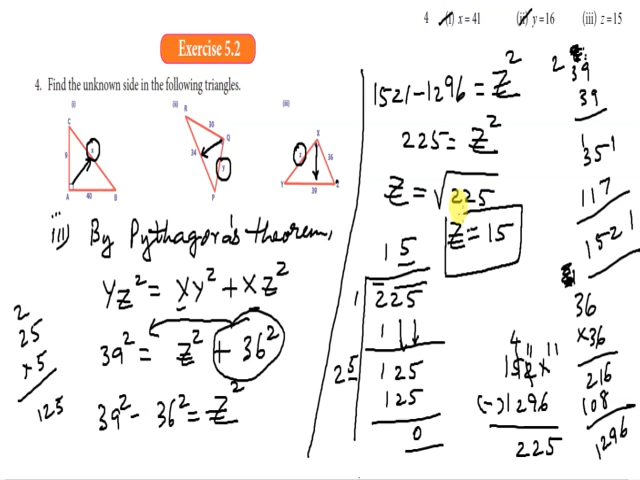 4 (i) x = 41 (ii) y = 16 (iii) z = 15
Exercise 5.2
4. Find the unknown side in the following triangles.
(i) (ii) (iii)
C 9 x A 40 B
R 30 Q 34 y P
X z 36 Y 39 Z
iii) By Pythagora's theorem,
YZ² = XY² + XZ²
39² = z² + 36²
39² - 36² = z²
2
25
×5
125
1521 - 1296 = z²
225 = z²
z = √225
z = 15
15
1 225
1
25 125
125
0
2
39
39
351
117
1521
36
×36
216
108
1296
(-) 1296
225